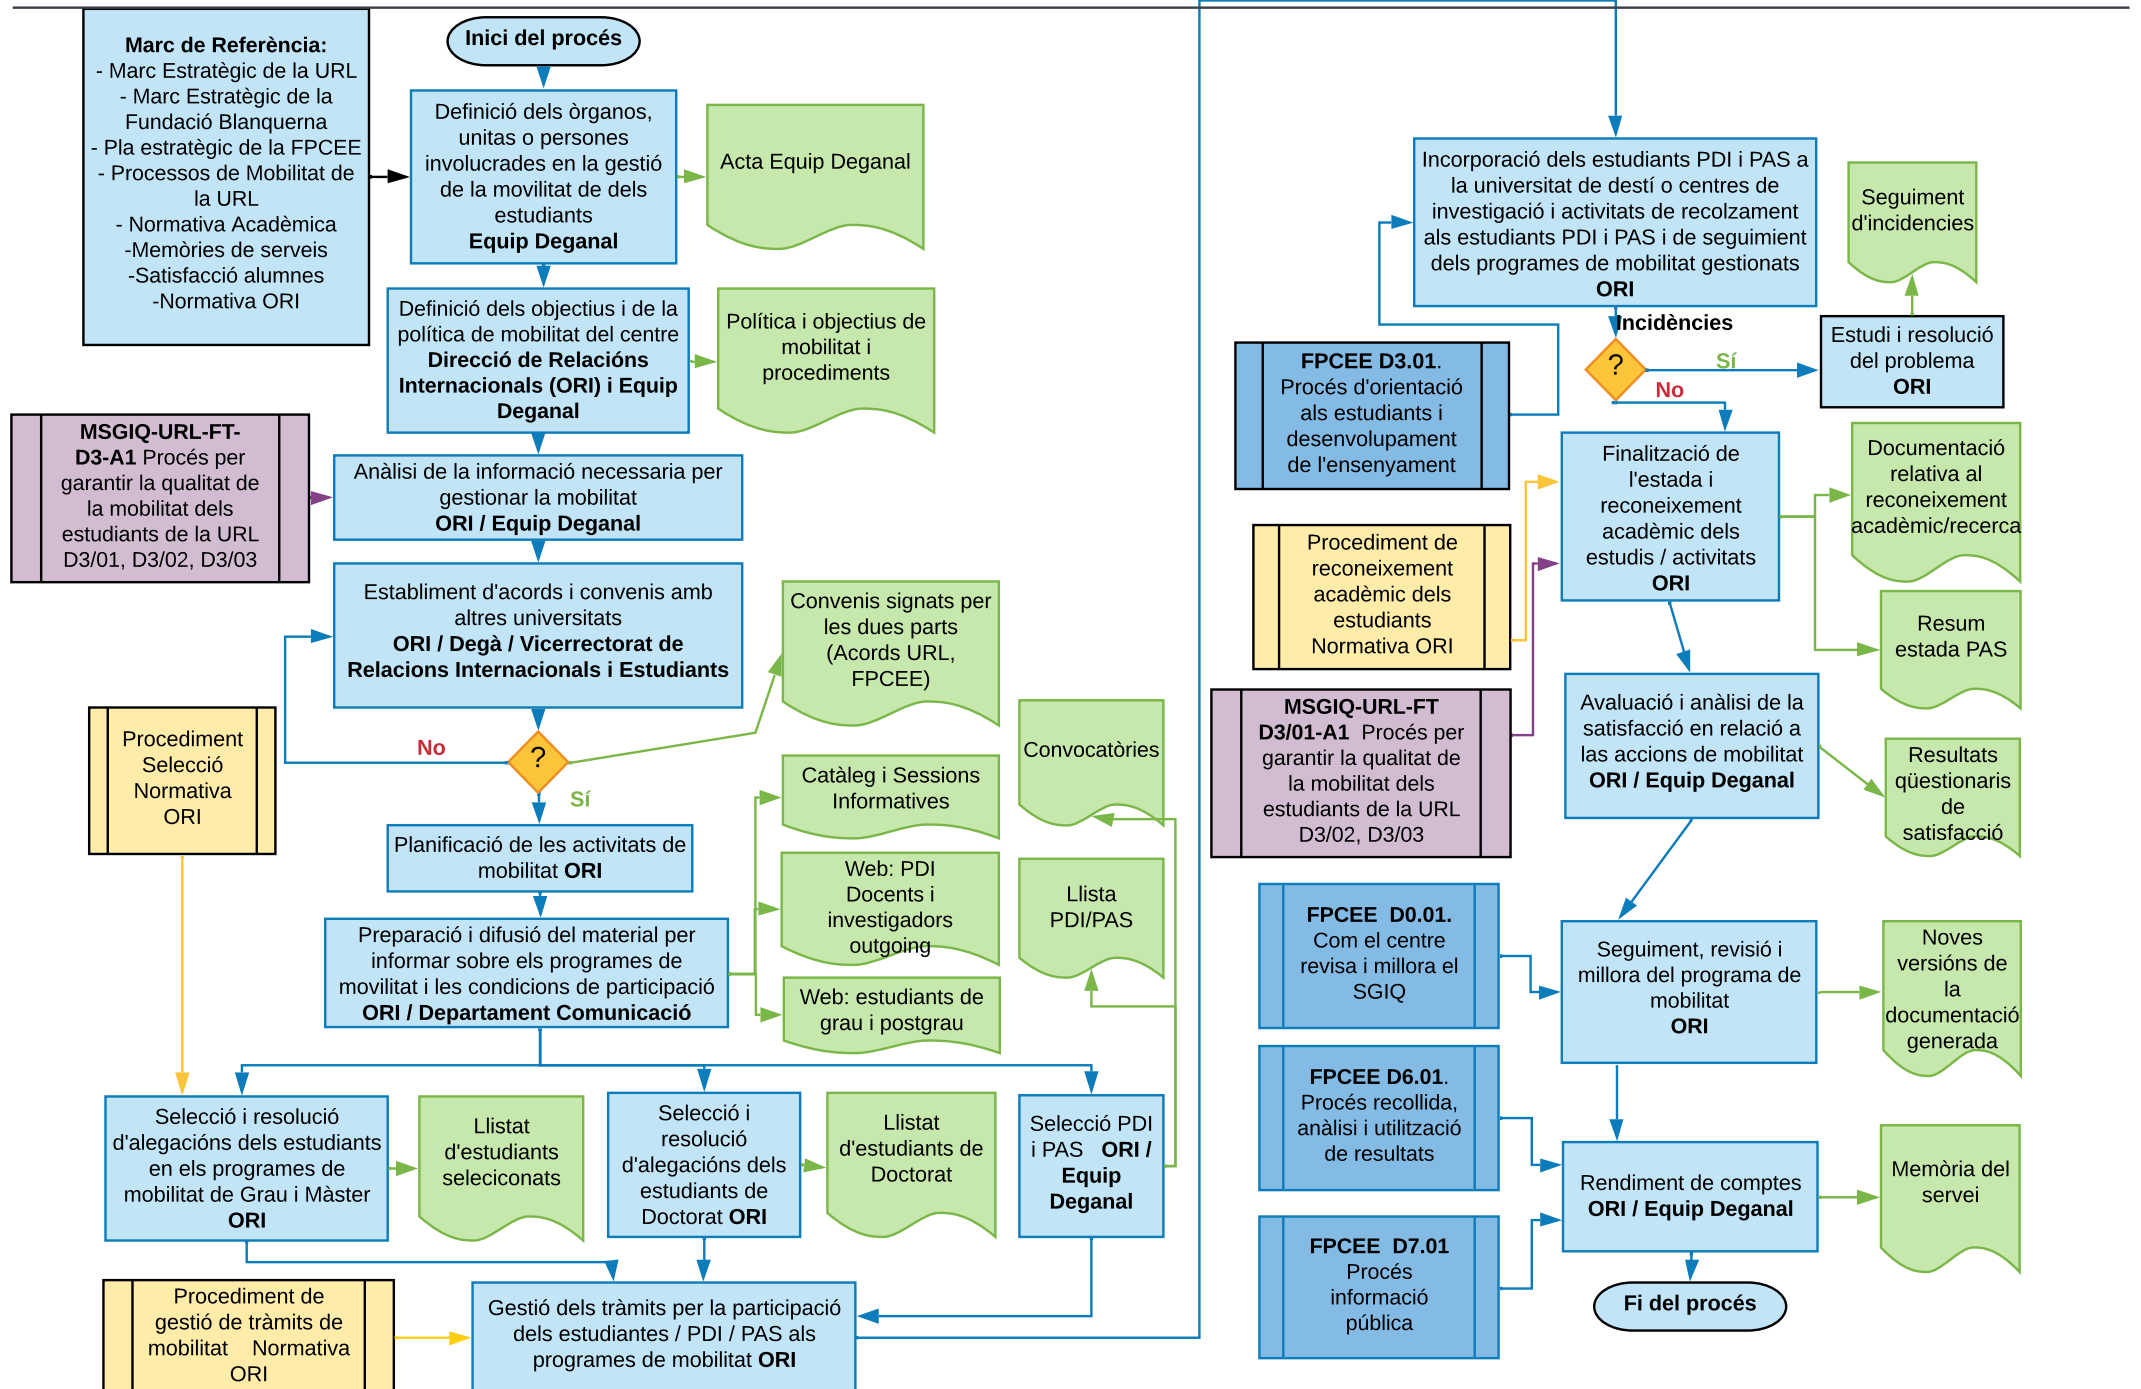 Marc de Referència:
- Marc Estratègic de la URL
- Marc Estratègic de la
Fundació Blanquerna
- Pla estratègic de la FPCEE
- Processos de Mobilitat de
la URL
- Normativa Acadèmica
-Memòries de serveis
-Satisfacció alumnes
-Normativa ORI
Inici del procés
Definició dels òrganos,
unitas o persones
involucrades en la gestió
de la movilitat de dels
estudiants
Equip Deganal
Acta Equip Deganal
Definició dels objectius i de la
política de mobilitat del centre
Direcció de Relacións
Internacionals (ORI) i Equip
Deganal
Política i objectius de
mobilitat i
procediments
MSGIQ-URL-FT-
D3-A1 Procés per
garantir la qualitat de
la mobilitat dels
estudiants de la URL
D3/01, D3/02, D3/03
Anàlisi de la informació necessaria per
gestionar la mobilitat
ORI / Equip Deganal
Establiment d'acords i convenis amb
altres universitats
ORI / Degà / Vicerrectorat de
Relacions Internacionals i Estudiants
Convenis signats per
les dues parts
(Acords URL,
FPCEE)
?
No
Sí
Procediment
Selecció
Normativa
ORI
Planificació de les activitats de
mobilitat ORI
Catàleg i Sessions
Informatives
Convocatòries
Preparació i difusió del material per
informar sobre els programes de
movilitat i les condicions de participació
ORI / Departament Comunicació
Web: PDI
Docents i
investigadors
outgoing
Llista
PDI/PAS
Web: estudiants de
grau i postgrau
Selecció i resolució
d'alegacións dels estudiants
en els programes de
mobilitat de Grau i Màster
ORI
Llistat
d'estudiants
seleciconats
Selecció i
resolució
d'alegacións dels
estudiants de
Doctorat ORI
Llistat
d'estudiants de
Doctorat
Selecció PDI
i PAS ORI /
Equip
Deganal
Procediment de
gestió de tràmits de
mobilitat Normativa
ORI
Gestió dels tràmits per la participació
dels estudiantes / PDI / PAS als
programes de mobilitat ORI
Incorporació dels estudiants PDI i PAS a
la universitat de destí o centres de
investigació i activitats de recolzament
als estudiants PDI i PAS i de seguimient
dels programes de mobilitat gestionats
ORI
Seguiment
d'incidencies
Incidències
?
Sí
No
Estudi i resolució
del problema
ORI
FPCEE D3.01.
Procés d'orientació
als estudiants i
desenvolupament
de l'ensenyament
Finalització de
l'estada i
reconeixement
acadèmic dels
estudis / activitats
ORI
Documentació
relativa al
reconeixement
acadèmic/recerca
Resum
estada PAS
Procediment de
reconeixement
acadèmic dels
estudiants
Normativa ORI
MSGIQ-URL-FT
D3/01-A1 Procés per
garantir la qualitat de
la mobilitat dels
estudiants de la URL
D3/02, D3/03
Avaluació i anàlisi de la
satisfacció en relació a
las accions de mobilitat
ORI / Equip Deganal
Resultats
qüestionaris
de
satisfacció
FPCEE D0.01.
Com el centre
revisa i millora el
SGIQ
Seguiment, revisió i
millora del programa de
mobilitat
ORI
Noves
versións de
la
documentació
generada
FPCEE D6.01.
Procés recollida,
anàlisi i utilització
de resultats
Rendiment de comptes
ORI / Equip Deganal
Memòria del
servei
FPCEE D7.01
Procés
informació
pública
Fi del procés